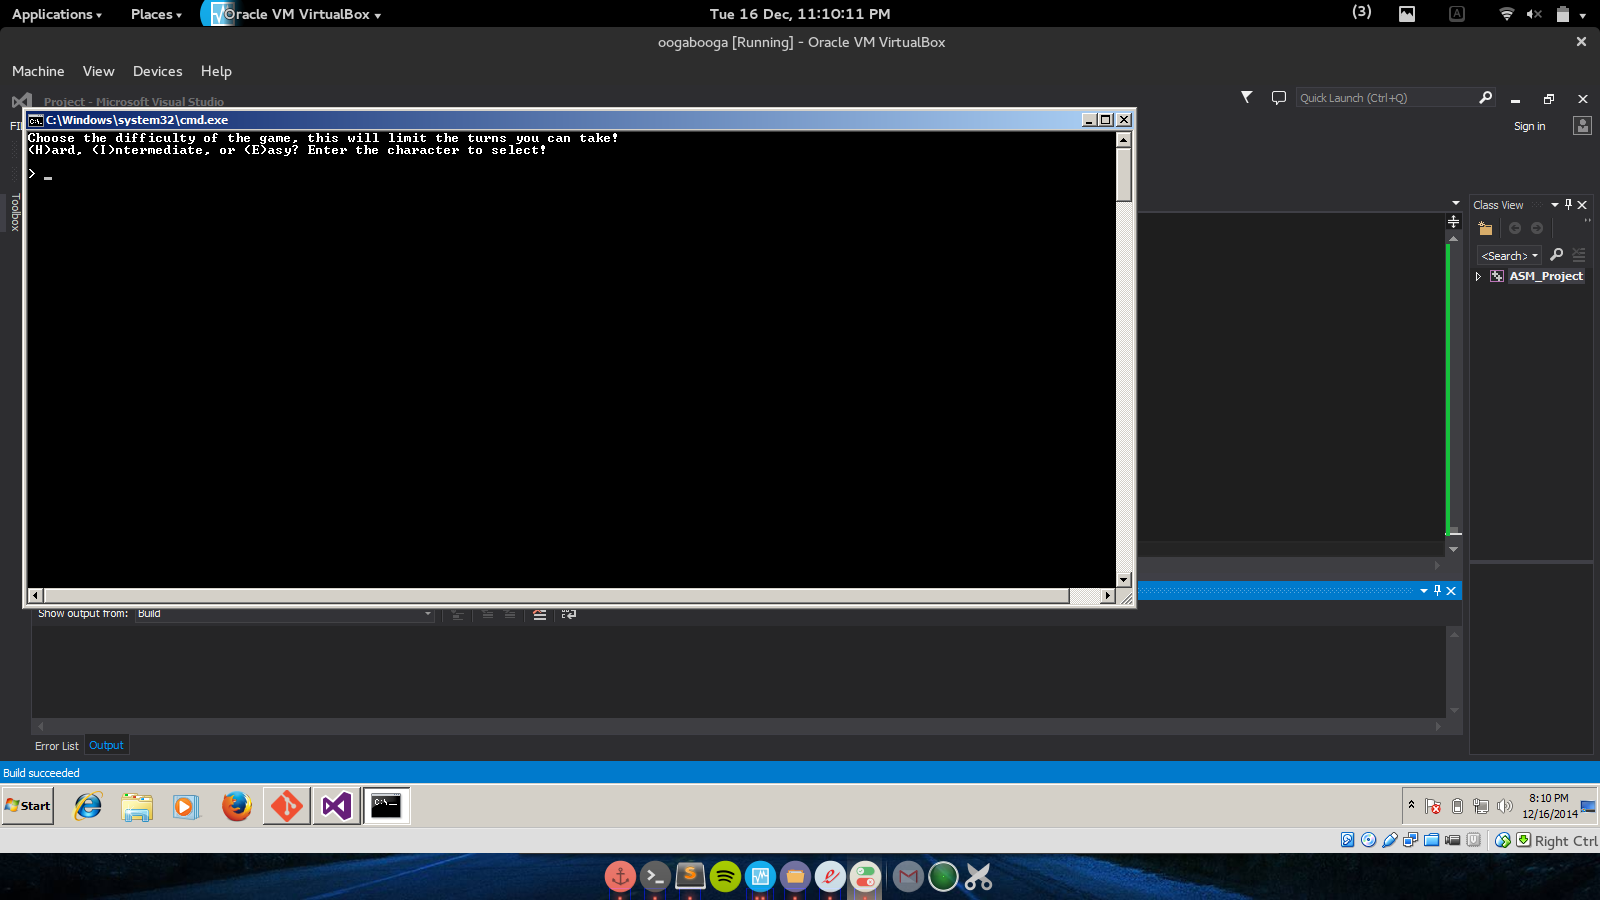 Applications
Places
Oracle VM VirtualBox
Tue 16 Dec, 11:10:11 PM
(3)
A
oogabooga [Running] - Oracle VM VirtualBox
Machine View Devices Help
Project - Microsoft Visual Studio
Quick Launch (Ctrl+Q)
FI
Sign in
C:\Windows\system32\cmd.exe
Choose the difficulty of the game, this will limit the turns you can take!
(H)ard, (I)ntermediate, or (E)asy? Enter the character to select!
> _
Toolbox
Class View
<Search>
ASM_Project
Show output from: Build
Error List Output
Build succeeded
Start
8:10 PM
12/16/2014
Right Ctrl